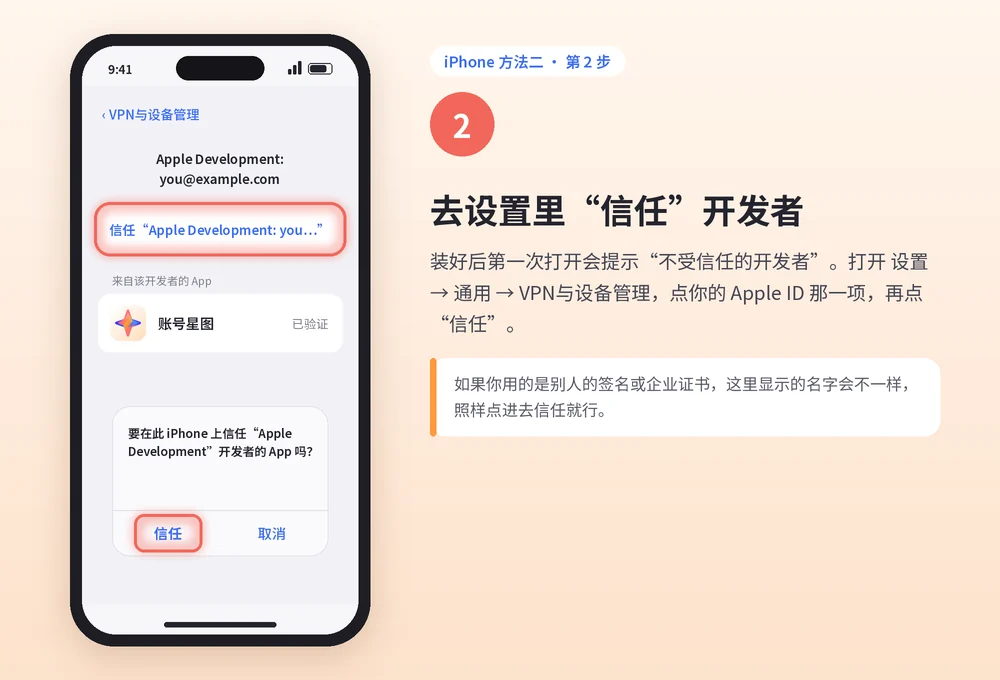 9:41
‹ VPN与设备管理
Apple Development:
you@example.com
信任“Apple Development: you...”
来自该开发者的 App
账号星图
已验证
要在此 iPhone 上信任“Apple
Development”开发者的 App 吗？
信任
取消
iPhone 方法二 · 第 2 步
2
去设置里“信任”开发者
装好后第一次打开会提示“不受信任的开发者”。打开 设置
→ 通用 → VPN与设备管理，点你的 Apple ID 那一项，再点
“信任”。
如果你用的是别人的签名或企业证书，这里显示的名字会不一样，
照样点进去信任就行。